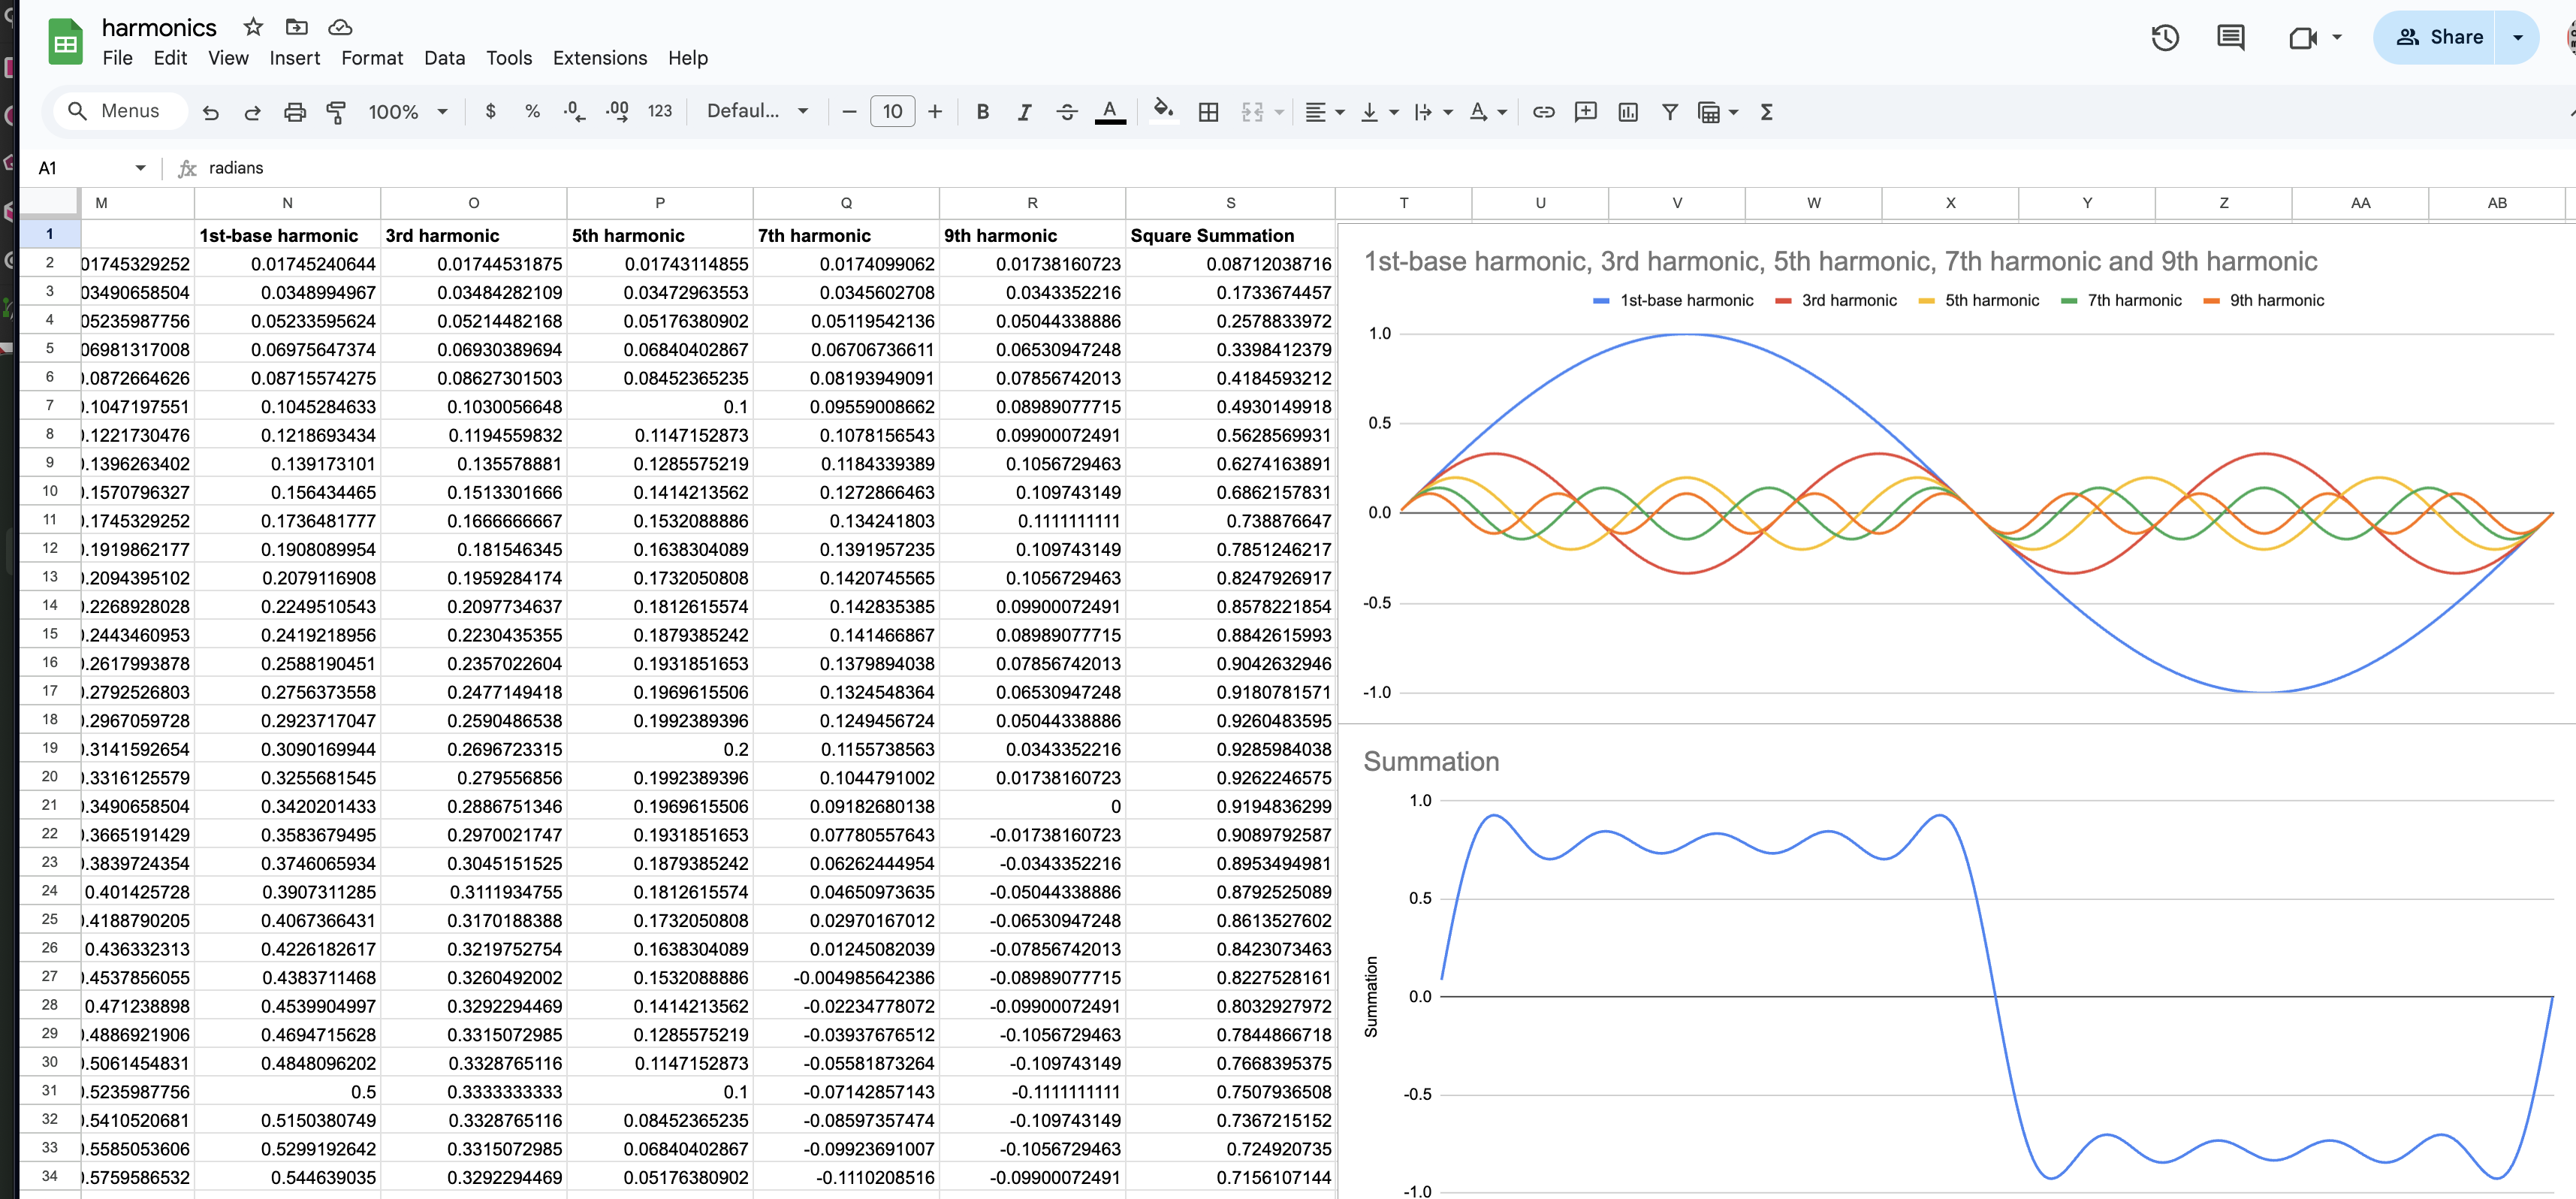 harmonics
File Edit View Insert Format Data Tools Extensions Help
Share
Menus 100% $ % .0 .00 123 Defaul... 10 B I A
A1 fx radians
M N O P Q R S T U V W X Y Z AA AB
1 1st-base harmonic 3rd harmonic 5th harmonic 7th harmonic 9th harmonic Square Summation
2 01745329252 0.01745240644 0.01744531875 0.01743114855 0.0174099062 0.01738160723 0.08712038716
3 03490658504 0.0348994967 0.03484282109 0.03472963553 0.0345602708 0.0343352216 0.1733674457
4 05235987756 0.05233595624 0.05214482168 0.05176380902 0.05119542136 0.05044338886 0.2578833972
5 06981317008 0.06975647374 0.06930389694 0.06840402867 0.06706736611 0.06530947248 0.3398412379
6 .0872664626 0.08715574275 0.08627301503 0.08452365235 0.08193949091 0.07856742013 0.4184593212
7 .1047197551 0.1045284633 0.1030056648 0.1 0.09559008662 0.08989077715 0.4930149918
8 .1221730476 0.1218693434 0.1194559832 0.1147152873 0.1078156543 0.09900072491 0.5628569931
9 .1396263402 0.139173101 0.135578881 0.1285575219 0.1184339389 0.1056729463 0.6274163891
10 .1570796327 0.156434465 0.1513301666 0.1414213562 0.1272866463 0.109743149 0.6862157831
11 .1745329252 0.1736481777 0.1666666667 0.1532088886 0.134241803 0.1111111111 0.738876647
12 .1919862177 0.1908089954 0.181546345 0.1638304089 0.1391957235 0.109743149 0.7851246217
13 .2094395102 0.2079116908 0.1959284174 0.1732050808 0.1420745565 0.1056729463 0.8247926917
14 .2268928028 0.2249510543 0.2097734637 0.1812615574 0.142835385 0.09900072491 0.8578221854
15 .2443460953 0.2419218956 0.2230435355 0.1879385242 0.141466867 0.08989077715 0.8842615993
16 .2617993878 0.2588190451 0.2357022604 0.1931851653 0.1379894038 0.07856742013 0.9042632946
17 .2792526803 0.2756373558 0.2477149418 0.1969615506 0.1324548364 0.06530947248 0.9180781571
18 .2967059728 0.2923717047 0.2590486538 0.1992389396 0.1249456724 0.05044338886 0.9260483595
19 .3141592654 0.3090169944 0.2696723315 0.2 0.1155738563 0.0343352216 0.9285984038
20 .3316125579 0.3255681545 0.279556856 0.1992389396 0.1044791002 0.01738160723 0.9262246575
21 .3490658504 0.3420201433 0.2886751346 0.1969615506 0.09182680138 0 0.9194836299
22 .3665191429 0.3583679495 0.2970021747 0.1931851653 0.07780557643 -0.01738160723 0.9089792587
23 .3839724354 0.3746065934 0.3045151525 0.1879385242 0.06262444954 -0.0343352216 0.8953494981
24 0.401425728 0.3907311285 0.3111934755 0.1812615574 0.04650973635 -0.05044338886 0.8792525089
25 .4188790205 0.4067366431 0.3170188388 0.1732050808 0.02970167012 -0.06530947248 0.8613527602
26 0.436332313 0.4226182617 0.3219752754 0.1638304089 0.01245082039 -0.07856742013 0.8423073463
27 .4537856055 0.4383711468 0.3260492002 0.1532088886 -0.004985642386 -0.08989077715 0.8227528161
28 0.471238898 0.4539904997 0.3292294469 0.1414213562 -0.02234778072 -0.09900072491 0.8032927972
29 .4886921906 0.4694715628 0.3315072985 0.1285575219 -0.03937676512 -0.1056729463 0.7844866718
30 .5061454831 0.4848096202 0.3328765116 0.1147152873 -0.05581873264 -0.109743149 0.7668395375
31 .5235987756 0.5 0.3333333333 0.1 -0.07142857143 -0.1111111111 0.7507936508
32 .5410520681 0.5150380749 0.3328765116 0.08452365235 -0.08597357474 -0.109743149 0.7367215152
33 .5585053606 0.5299192642 0.3315072985 0.06840402867 -0.09923691007 -0.1056729463 0.724920735
34 .5759586532 0.544639035 0.3292294469 0.05176380902 -0.1110208516 -0.09900072491 0.7156107144
1st-base harmonic, 3rd harmonic, 5th harmonic, 7th harmonic and 9th harmonic
1st-base harmonic 3rd harmonic 5th harmonic 7th harmonic 9th harmonic
1.0
0.5
0.0
-0.5
-1.0
Summation
1.0
0.5
0.0
-0.5
-1.0
Summation